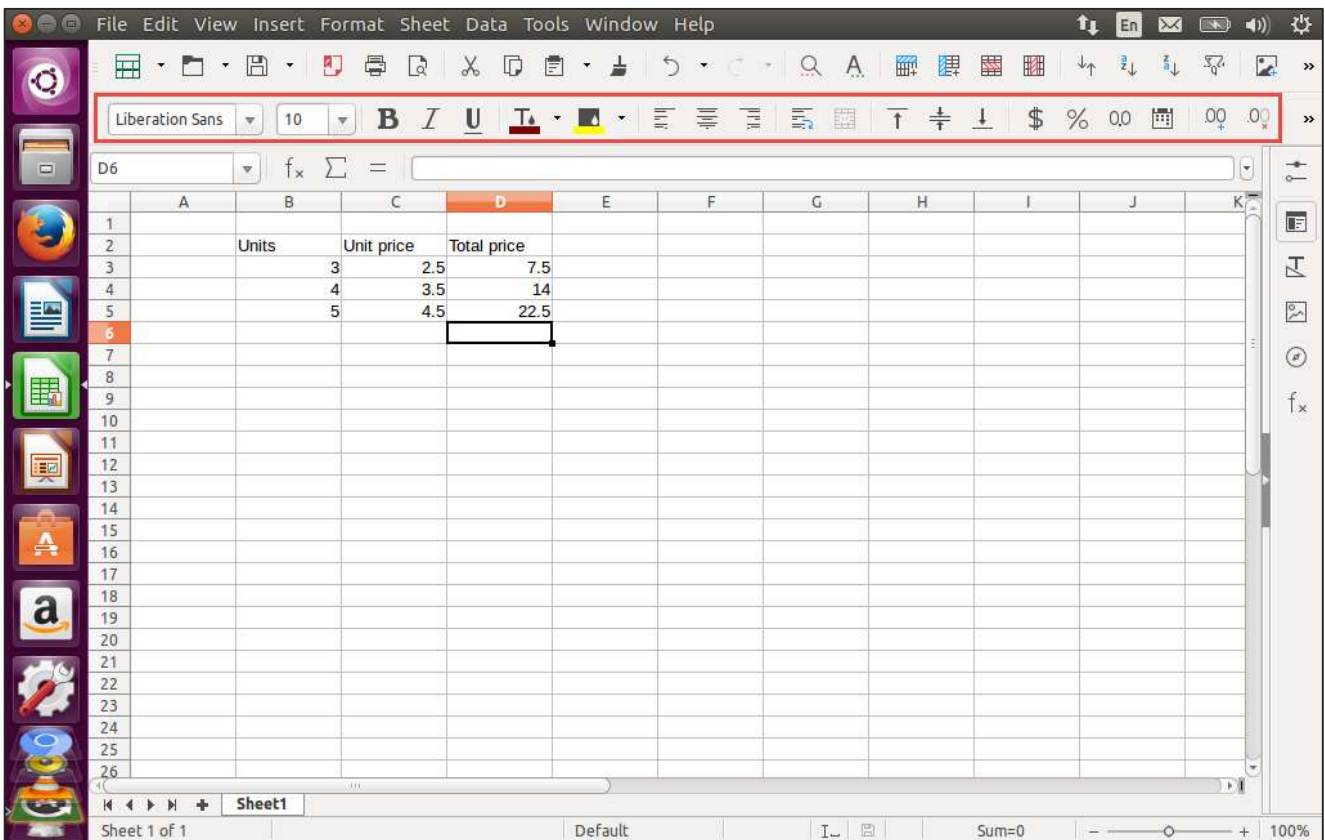 File Edit View Insert Format Sheet Data Tools Window Help En
Liberation Sans 10 B I U $ % 0,0 .00 .00
D6 fx Σ =
A B C D E F G H I J K
1
2 Units Unit price Total price
3 3 2.5 7.5
4 4 3.5 14
5 5 4.5 22.5
6
7
8
9
10
11
12
13
14
15
16
17
18
19
20
21
22
23
24
25
26
Sheet1
Sheet 1 of 1 Default Sum=0 100%